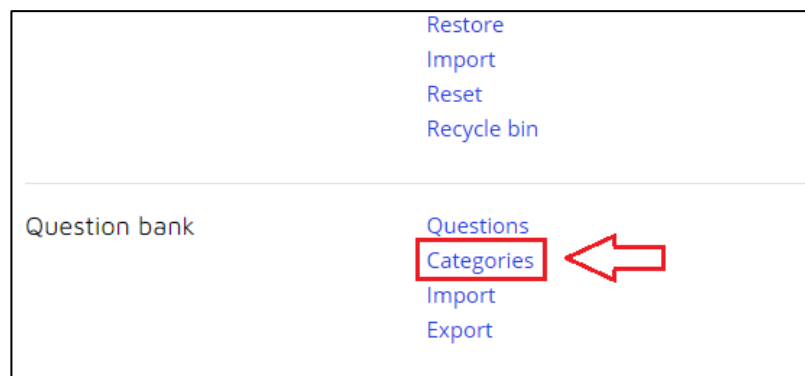 Restore
Import
Reset
Recycle bin
Question bank
Questions
Categories
Import
Export